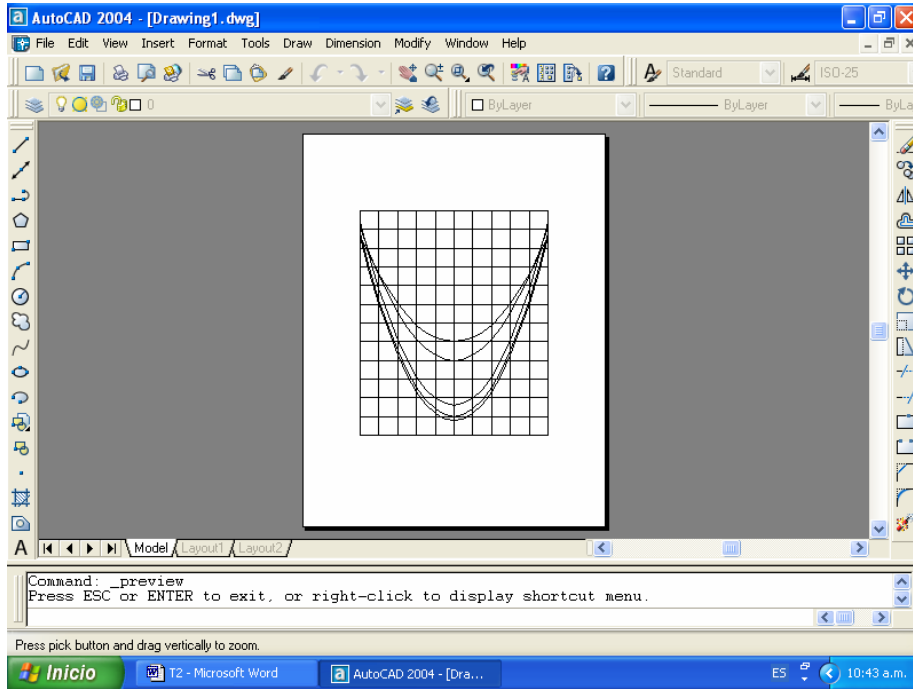 AutoCAD 2004 - [Drawing1.dwg]
File Edit View Insert Format Tools Draw Dimension Modify Window Help
Standard ISO-25
0 ByLayer ByLayer ByLa
A Model Layout1 Layout2
Command: _preview
Press ESC or ENTER to exit, or right-click to display shortcut menu.
Press pick button and drag vertically to zoom.
Inicio T2 - Microsoft Word AutoCAD 2004 - [Dra... ES 10:43 a.m.